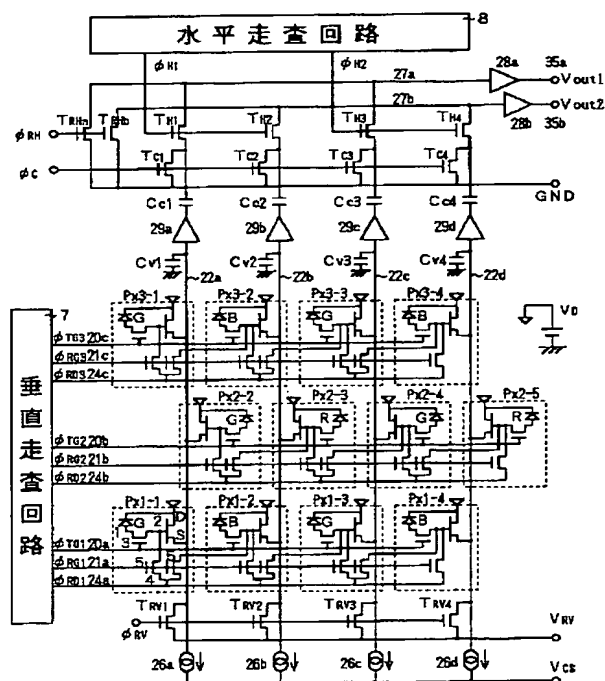 水平走査回路
8
φH1
φH2
27a
28a
35a
Vout1
27b
Vout2
28b
35b
TRHa
TRHb
TH1
TH2
TH3
TH4
φRH
TC1
TC2
TC3
TC4
φC
GND
Cc1
Cc2
Cc3
Cc4
29a
29b
29c
29d
Cv1
Cv2
Cv3
Cv4
22a
22b
22c
22d
7
Px3-1
Px3-2
Px3-3
Px3-4
VD
G
B
G
B
φTG3 20c
φRG3 21c
φRD3 24c
垂直走査回路
Px2-2
Px2-3
Px2-4
Px2-5
G
R
G
R
φTG2 20b
φRG2 21b
φRD2 24b
Px1-1
Px1-2
Px1-3
Px1-4
1
G
2
D
B
G
B
3
S
φTG1 20a
φRG1 21a
5
6
φRD1 24a
4
TRV1
TRV2
TRV3
TRV4
VRV
φRV
26a
26b
26c
26d
VCS